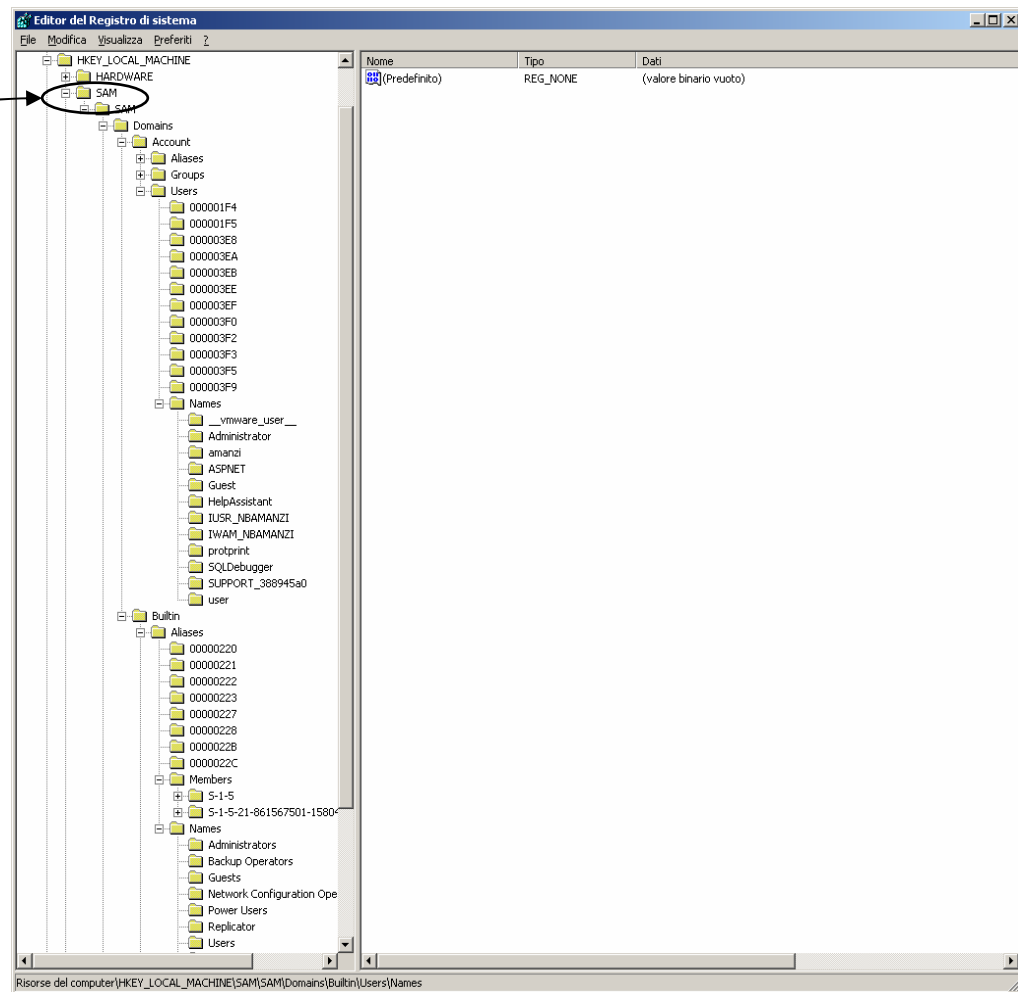 Editor del Registro di sistema
File Modifica Visualizza Preferiti ?
HKEY_LOCAL_MACHINE
HARDWARE
SAM
SAM
Domains
Account
Aliases
Groups
Users
000001F4
000001F5
000003E8
000003EA
000003EB
000003EE
000003EF
000003F0
000003F2
000003F3
000003F5
000003F9
Names
__vmware_user__
Administrator
amanzi
ASPNET
Guest
HelpAssistant
IUSR_NBAMANZI
IWAM_NBAMANZI
protprint
SQLDebugger
SUPPORT_388945a0
user
Builtin
Aliases
00000220
00000221
00000222
00000223
00000227
00000228
0000022B
0000022C
Members
S-1-5
S-1-5-21-861567501-15804
Names
Administrators
Backup Operators
Guests
Network Configuration Ope
Power Users
Replicator
Users
Nome Tipo Dati
(Predefinito) REG_NONE (valore binario vuoto)
Risorse del computer\HKEY_LOCAL_MACHINE\SAM\SAM\Domains\Builtin\Users\Names